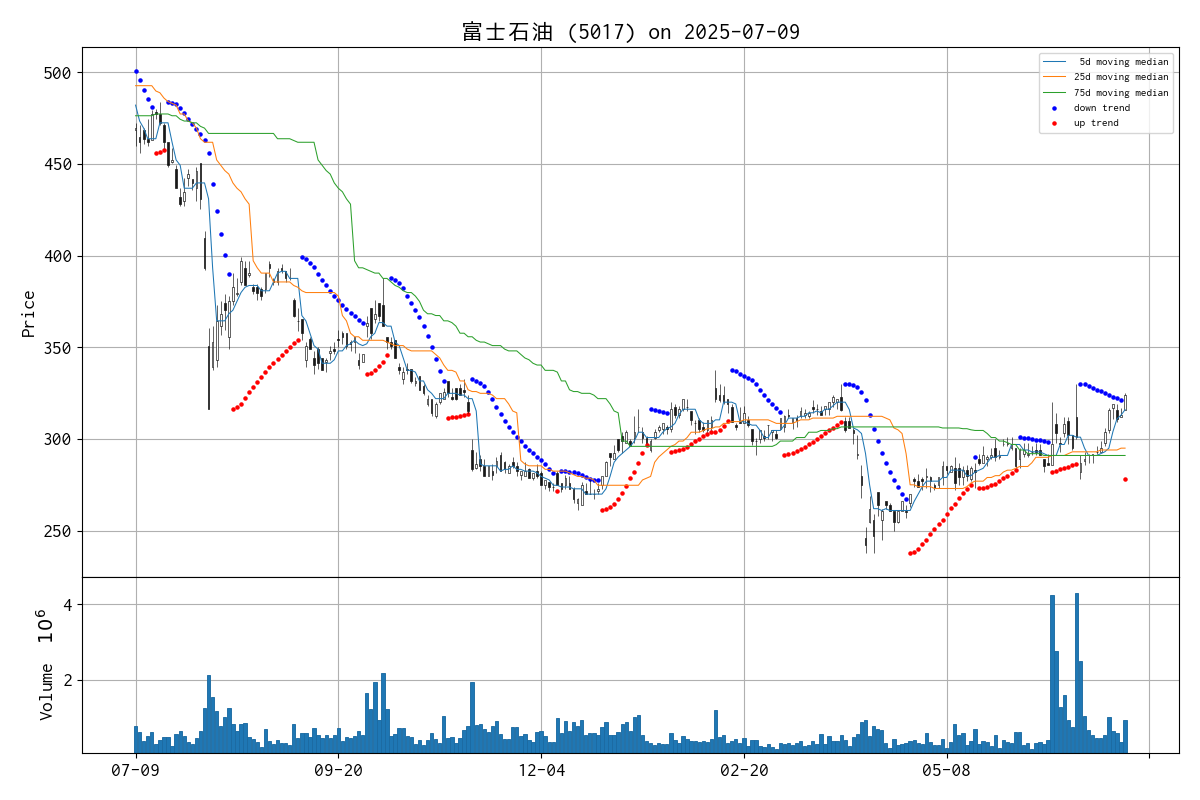 富士石油 (5017) on 2025-07-09
5d moving median
25d moving median
75d moving median
down trend
up trend
Price
500
450
400
350
300
250
Volume 10^6
4
2
07-09 09-20 12-04 02-20 05-08